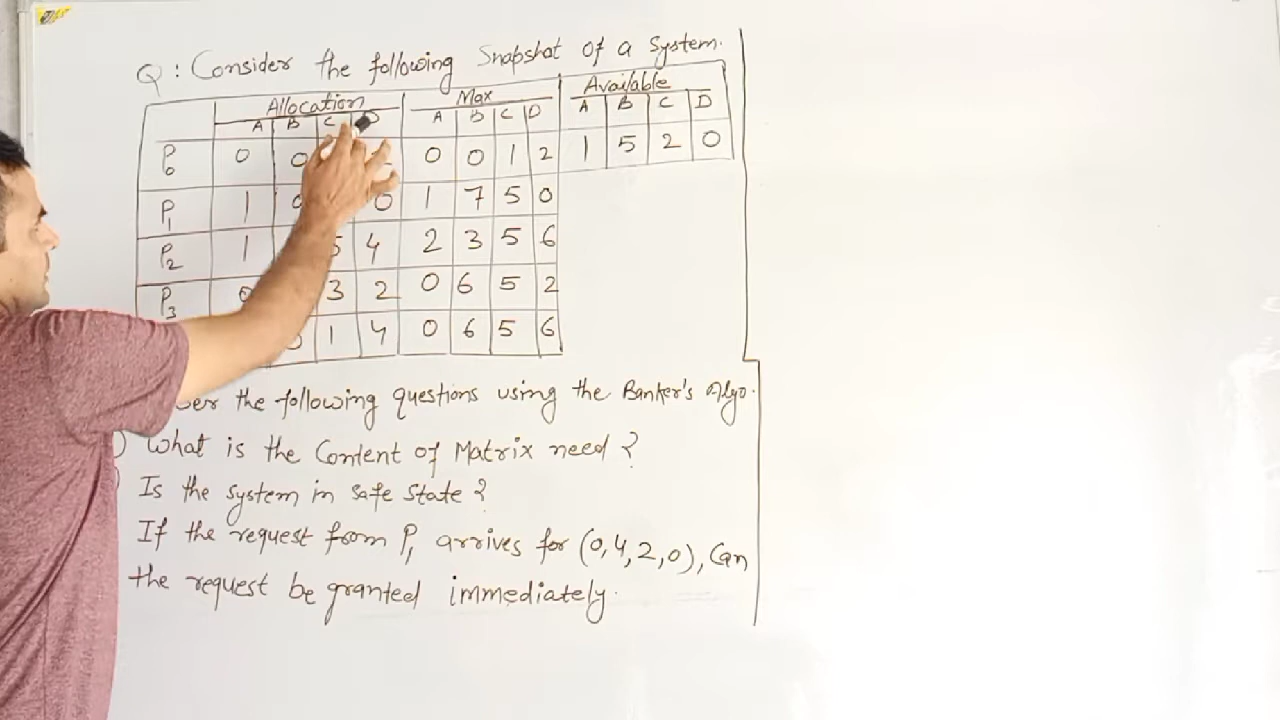 Q : Consider the following Snapshot of a System.
Allocation Max Available
A B C D A B C D A B C D
P0 0 0 0 0 1 2 1 5 2 0
P1 1 0 0 1 7 5 0
P2 1 5 4 2 3 5 6
P3 0 3 2 0 6 5 2
0 1 4 0 6 5 6
the following questions using the Banker's Algo.
What is the Content of Matrix need ?
Is the System in Safe State ?
If the request from P1 arrives for (0,4,2,0), Can
the request be granted immediately.